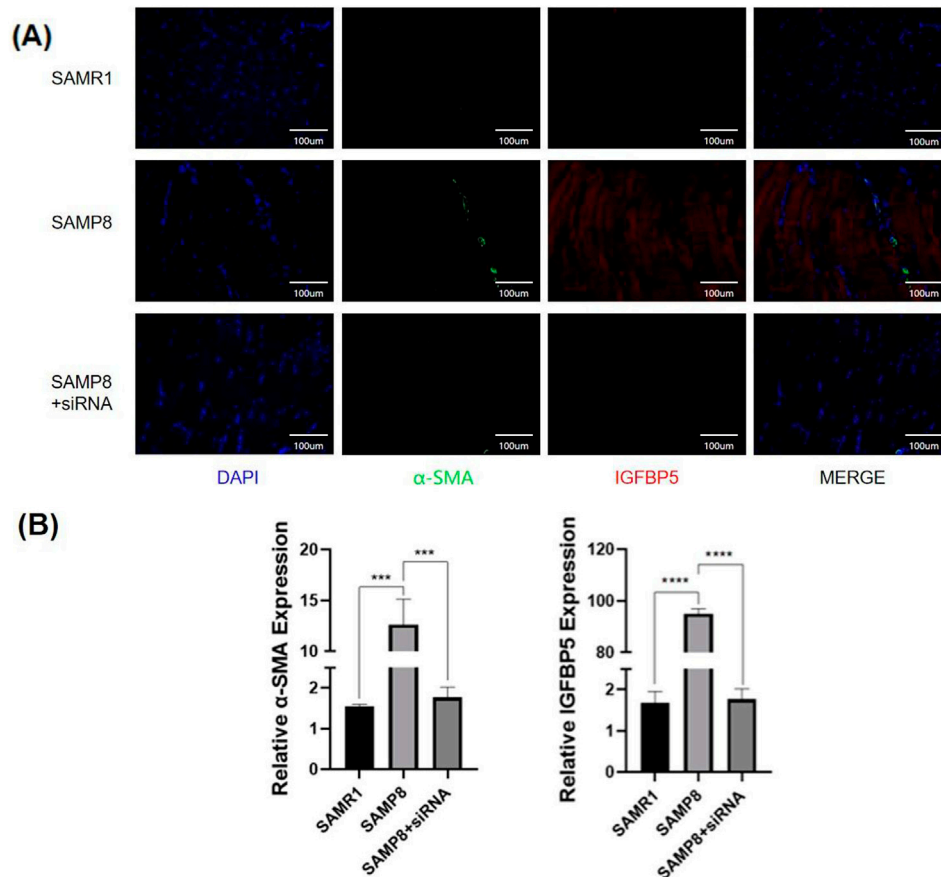 (A)
SAMR1
100um
100um
100um
100um
SAMP8
100um
100um
100um
100um
SAMP8
+siRNA
100um
100um
100um
100um
DAPI
α-SMA
IGFBP5
MERGE
(B)
Relative α-SMA Expression
20
15
10
2
1
0
***
***
SAMR1
SAMP8
SAMP8+siRNA
Relative IGFBP5 Expression
120
100
80
2
1
0
****
****
SAMR1
SAMP8
SAMP8+siRNA